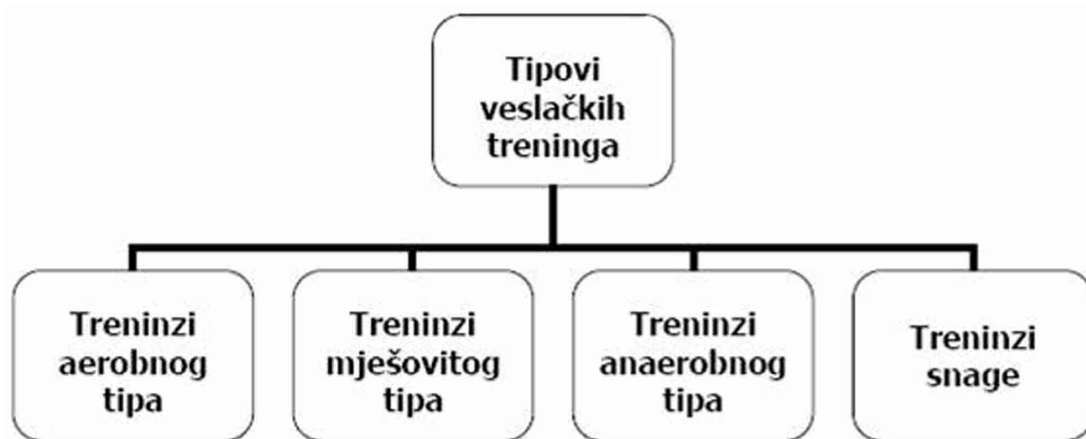 Tipovi
veslačkih
treninga
Treninzi
aerobnog
tipa
Treninzi
mješovitog
tipa
Treninzi
anaerobnog
tipa
Treninzi
snage